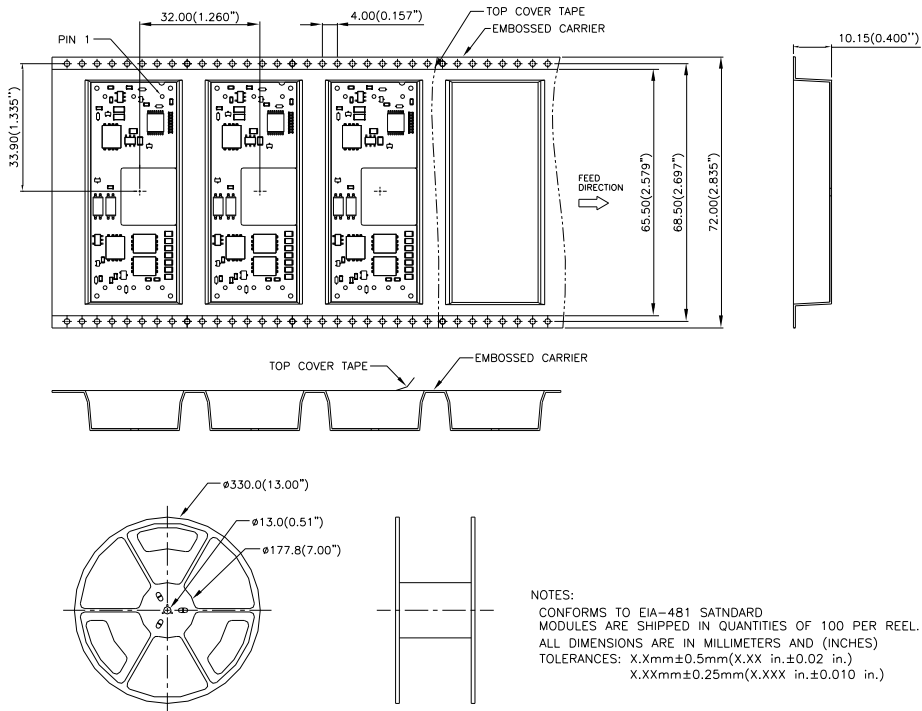 32.00(1.260")
4.00(0.157")
TOP COVER TAPE
EMBOSSED CARRIER
10.15(0.400'')
PIN 1
33.90(1.335'')
FEED
DIRECTION
65.50(2.579")
68.50(2.697")
72.00(2.835")
TOP COVER TAPE
EMBOSSED CARRIER
ø330.0(13.00")
ø13.0(0.51")
ø177.8(7.00")
NOTES:
CONFORMS TO EIA-481 SATNDARD
MODULES ARE SHIPPED IN QUANTITIES OF 100 PER REEL.
ALL DIMENSIONS ARE IN MILLIMETERS AND (INCHES)
TOLERANCES: X.Xmm±0.5mm(X.XX in.±0.02 in.)
X.XXmm±0.25mm(X.XXX in.±0.010 in.)